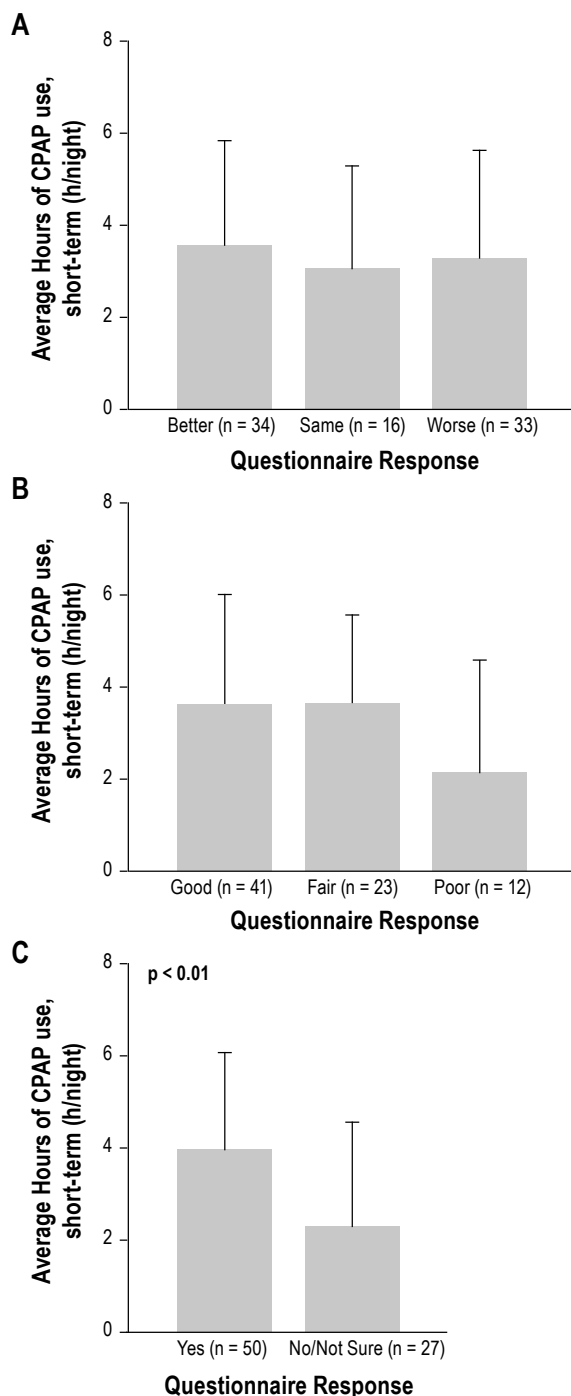 A
Average Hours of CPAP use,
short-term (h/night)
8
6
4
2
0
Better (n = 34) Same (n = 16) Worse (n = 33)
Questionnaire Response
B
Average Hours of CPAP use,
short-term (h/night)
8
6
4
2
0
Good (n = 41) Fair (n = 23) Poor (n = 12)
Questionnaire Response
C
Average Hours of CPAP use,
short-term (h/night)
8
p < 0.01
6
4
2
0
Yes (n = 50) No/Not Sure (n = 27)
Questionnaire Response